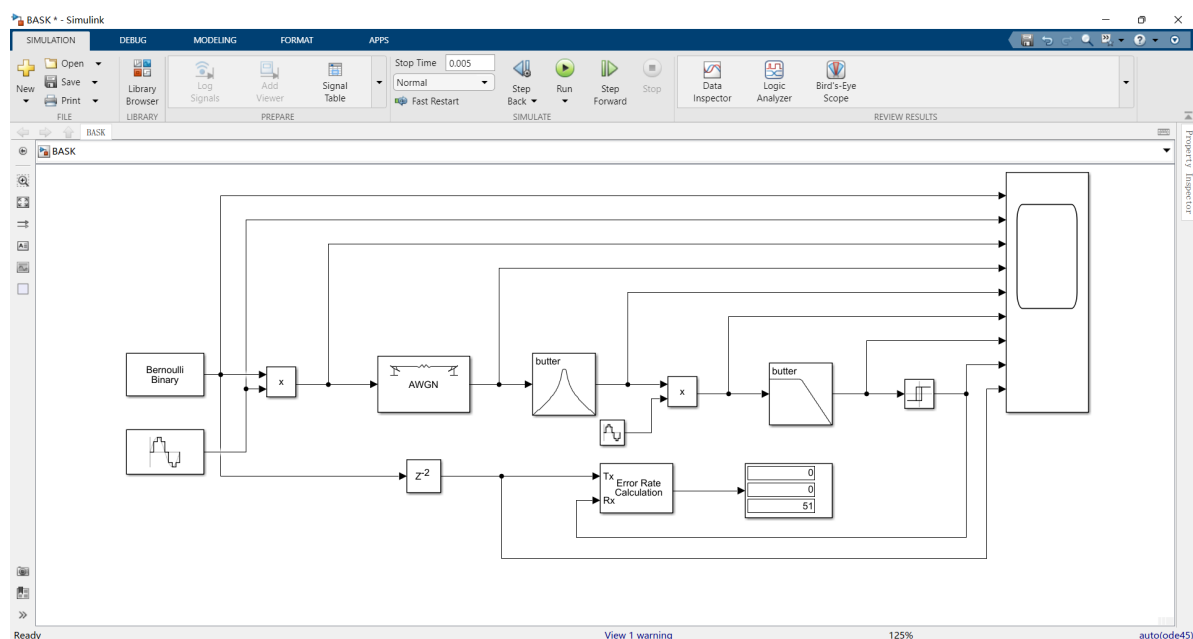 BASK * - Simulink
SIMULATION DEBUG MODELING FORMAT APPS
New
Open
Save
Print
FILE
Library
Browser
LIBRARY
Log
Signals
Add
Viewer
Signal
Table
PREPARE
Stop Time 0.005
Normal
Fast Restart
Step
Back
Run
Step
Forward
Stop
SIMULATE
Data
Inspector
Logic
Analyzer
Bird's-Eye
Scope
REVIEW RESULTS
BASK
BASK
Property Inspector
Bernoulli
Binary
x
AWGN
butter
x
butter
Z-2
Tx
Rx
Error Rate
Calculation
0
0
51
Ready
View 1 warning
125%
auto(ode45)